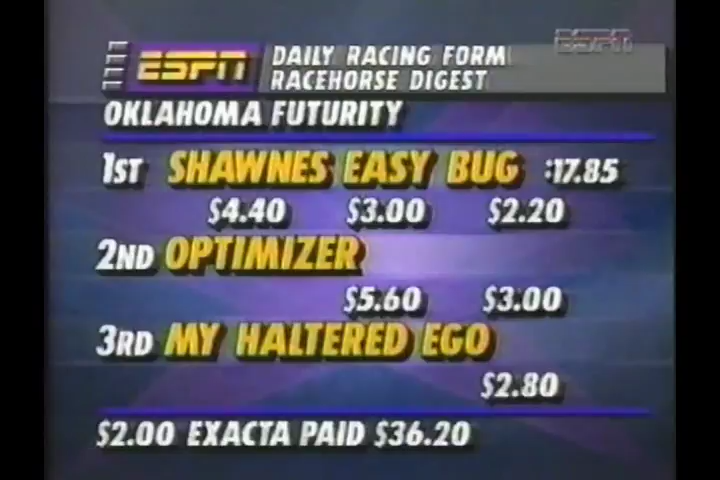 ESPN
ESPN DAILY RACING FORM
RACEHORSE DIGEST
OKLAHOMA FUTURITY
1ST SHAWNES EASY BUG :17.85
$4.40 $3.00 $2.20
2ND OPTIMIZER
$5.60 $3.00
3RD MY HALTERED EGO
$2.80
$2.00 EXACTA PAID $36.20